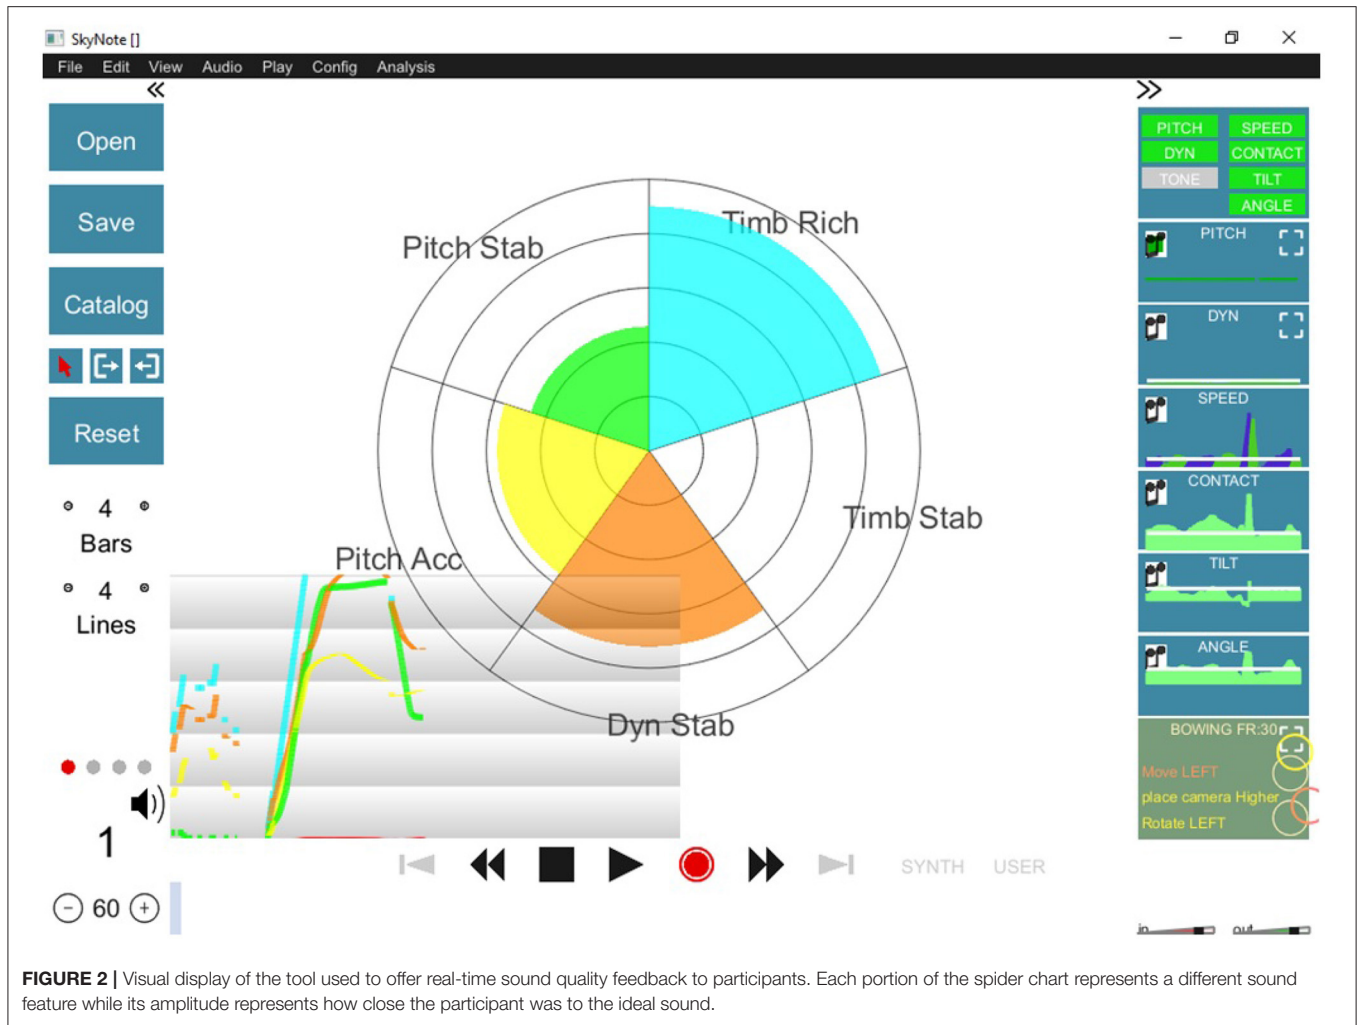 SkyNote []
File Edit View Audio Play Config Analysis
Open
Save
Catalog
Reset
4
Bars
4
Lines
1
60
Pitch Stab
Timb Rich
Timb Stab
Dyn Stab
Pitch Acc
SYNTH USER
PITCH SPEED
DYN CONTACT
TONE TILT
ANGLE
PITCH
DYN
SPEED
CONTACT
TILT
ANGLE
BOWING FR:30
Move LEFT
place camera Higher
Rotate LEFT
in out
FIGURE 2 | Visual display of the tool used to offer real-time sound quality feedback to participants. Each portion of the spider chart represents a different sound
feature while its amplitude represents how close the participant was to the ideal sound.